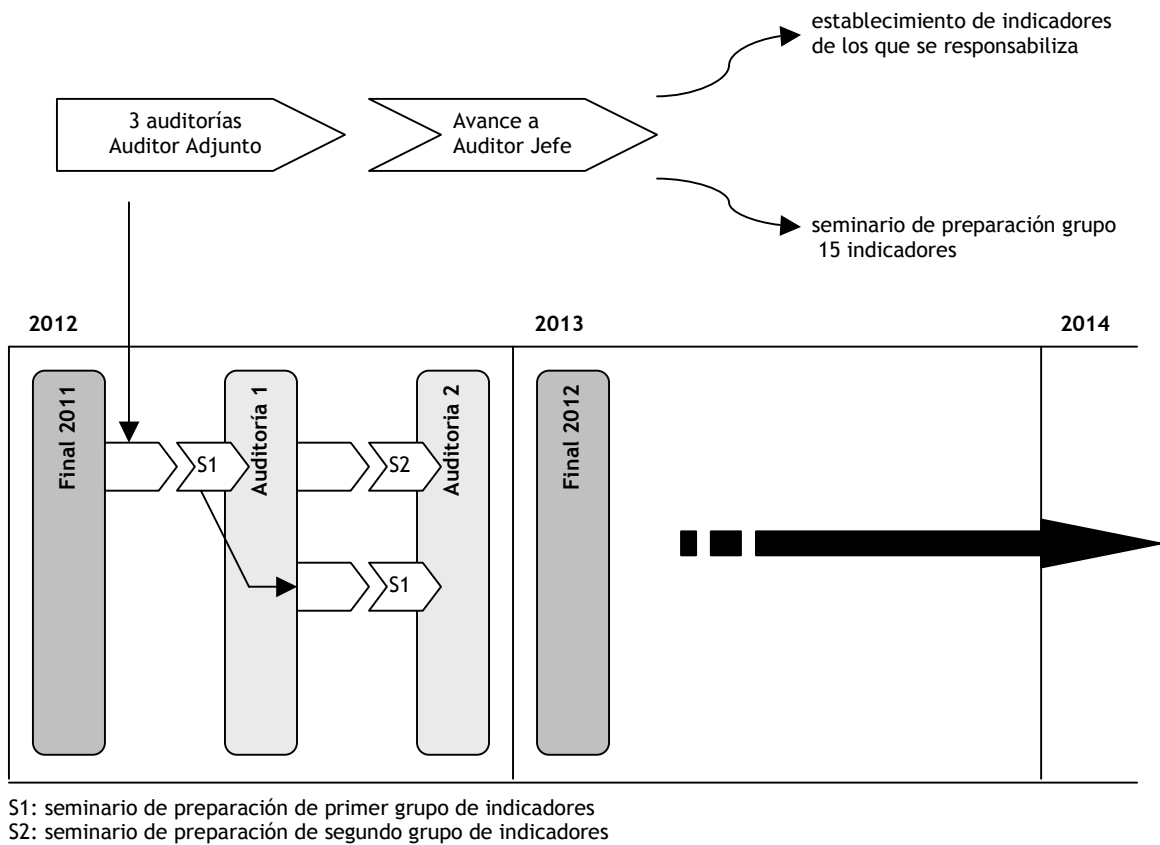 establecimiento de indicadores
de los que se responsabiliza
3 auditorías
Auditor Adjunto
Avance a
Auditor Jefe
seminario de preparación grupo
15 indicadores
2012
2013
2014
Final 2011
Auditoría 1
Auditoria 2
Final 2012
S1
S2
S1
S1: seminario de preparación de primer grupo de indicadores
S2: seminario de preparación de segundo grupo de indicadores